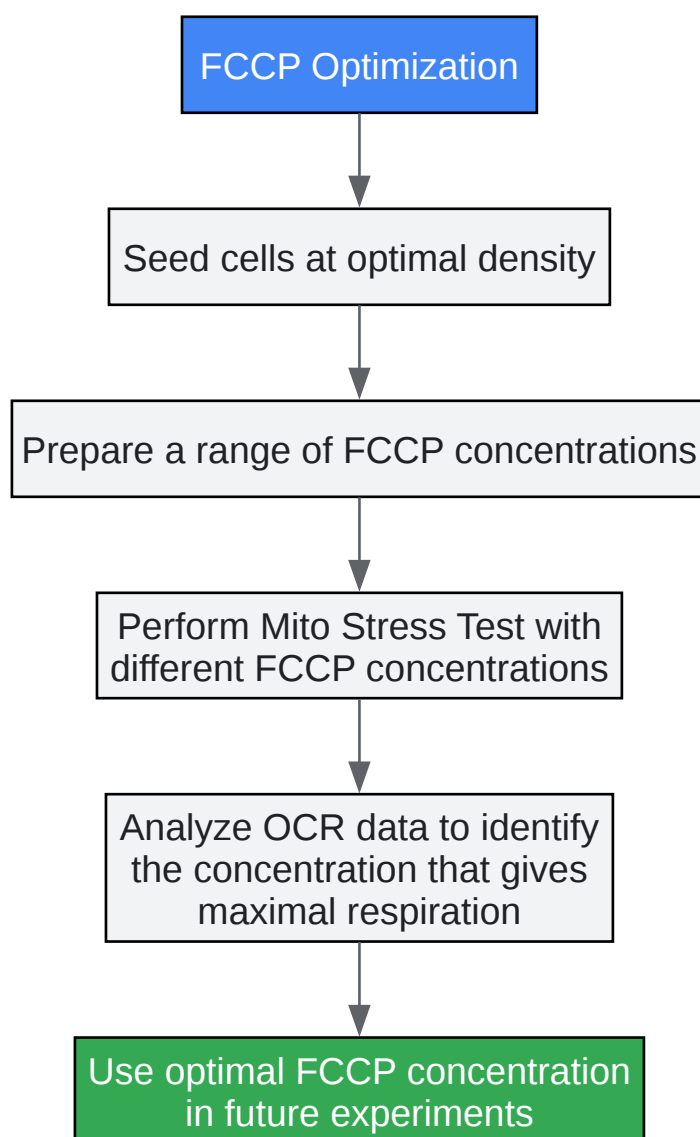 FCCP Optimization
Seed cells at optimal density
Prepare a range of FCCP concentrations
Perform Mito Stress Test with
different FCCP concentrations
Analyze OCR data to identify
the concentration that gives
maximal respiration
Use optimal FCCP concentration
in future experiments